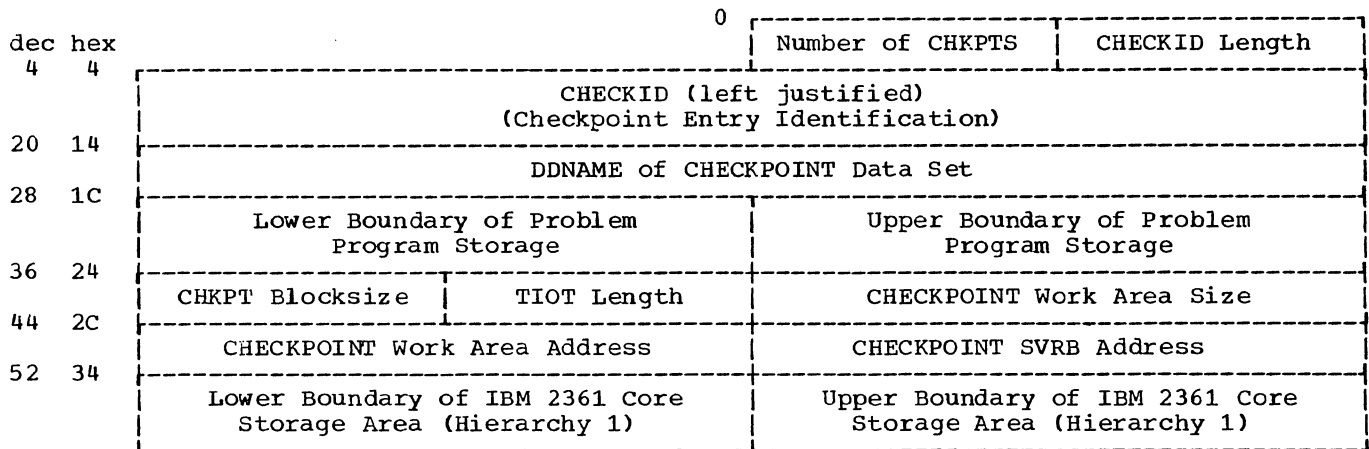 0
dec hex Number of CHKPTS CHECKID Length
4 4
CHECKID (left justified)
(Checkpoint Entry Identification)
20 14
DDNAME of CHECKPOINT Data Set
28 1C
Lower Boundary of Problem Upper Boundary of Problem
Program Storage Program Storage
36 24
CHKPT Blocksize TIOT Length CHECKPOINT Work Area Size
44 2C
CHECKPOINT Work Area Address CHECKPOINT SVRB Address
52 34
Lower Boundary of IBM 2361 Core Upper Boundary of IBM 2361 Core
Storage Area (Hierarchy 1) Storage Area (Hierarchy 1)